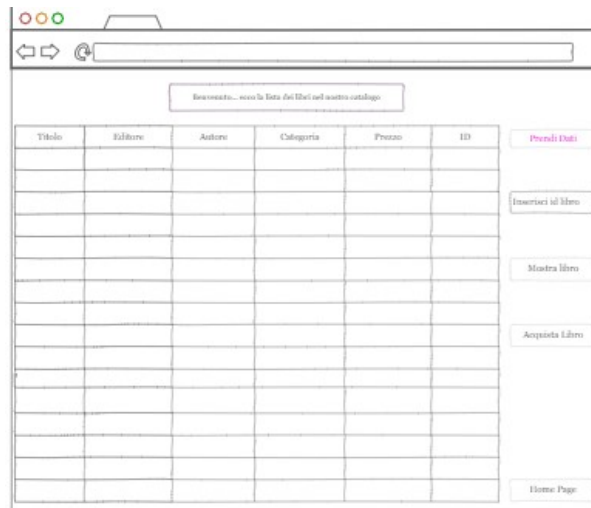 Benvenuto... ecco la lista dei libri nel nostro catalogo
Titolo Editore Autore Categoria Prezzo ID
Prendi Dati
Inserisci id libro
Mostra libro
Acquista Libro
Home Page